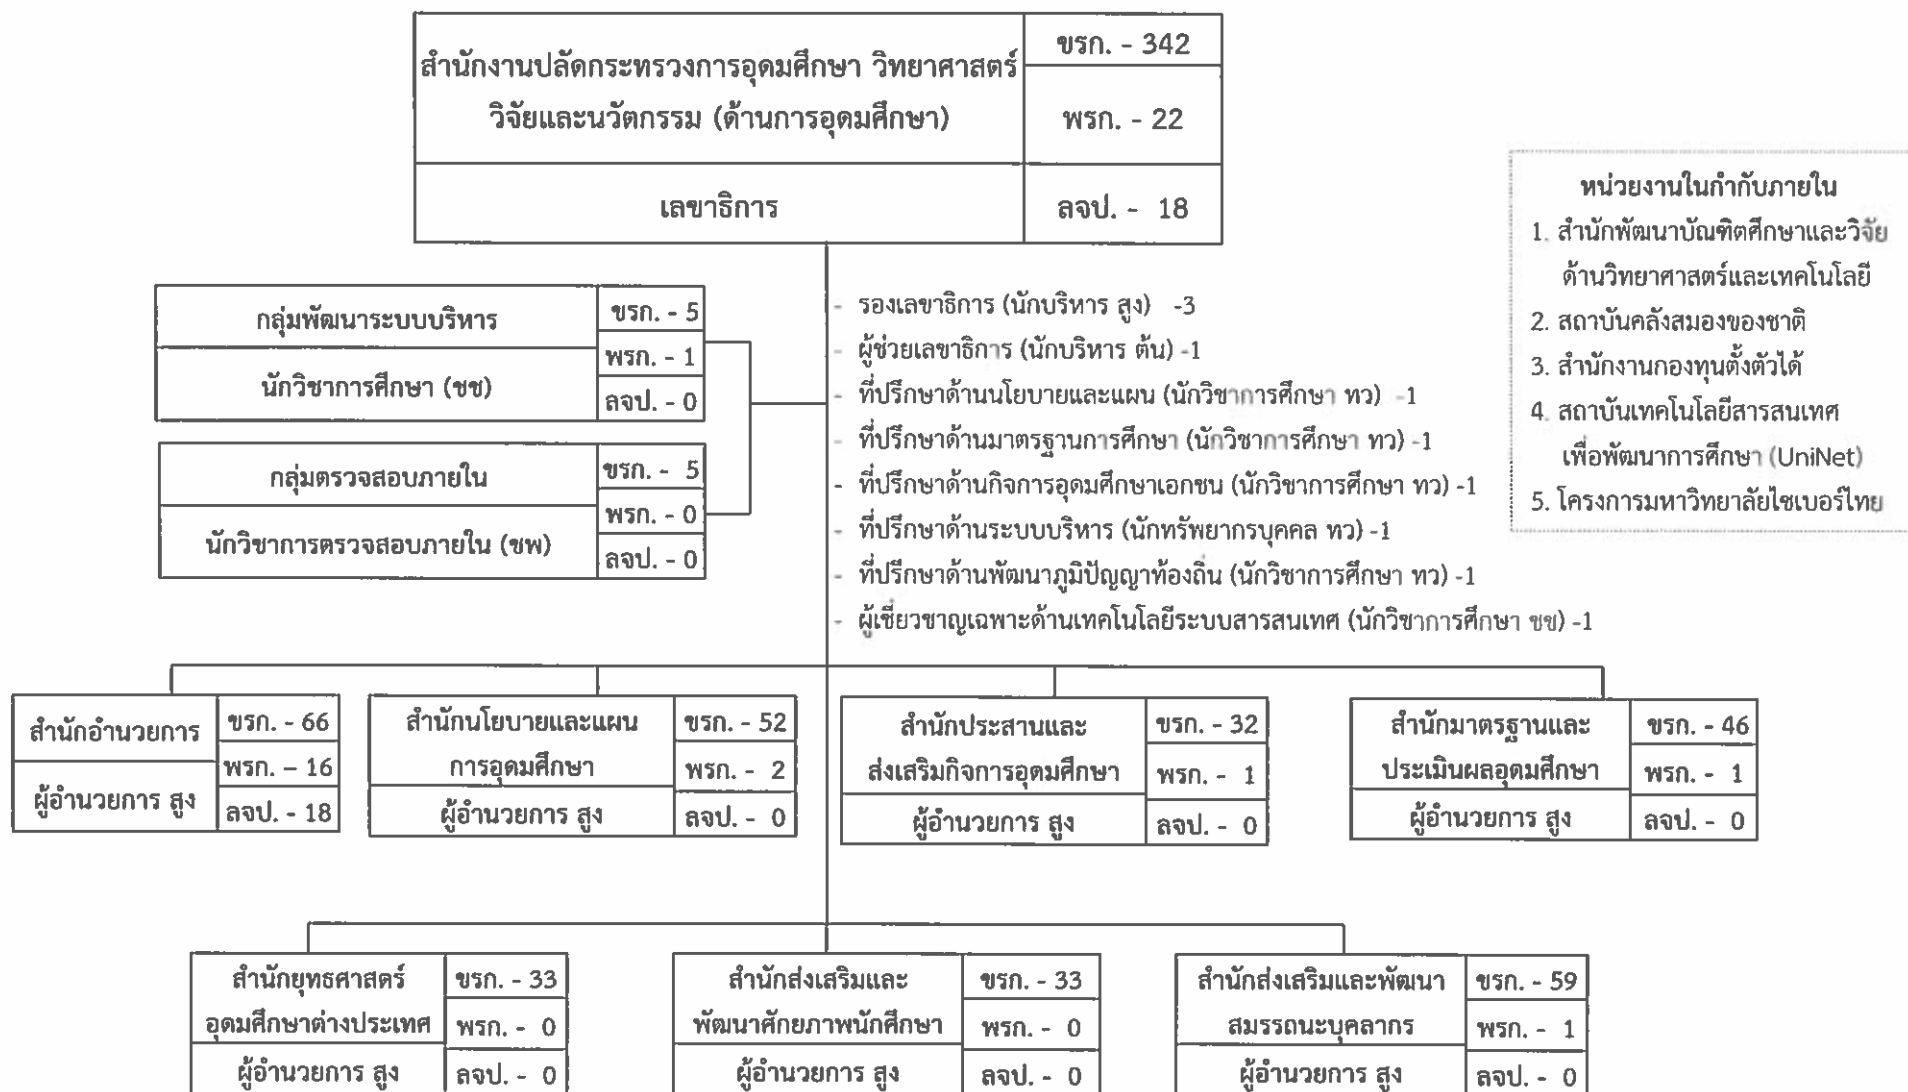 สำนักงานปลัดกระทรวงการอุดมศึกษา วิทยาศาสตร์
วิจัยและนวัตกรรม (ด้านการอุดมศึกษา)
ขรก. - 342
พรก. - 22
เลขาธิการ
ลจป. - 18
หน่วยงานในกำกับภายใน
1. สำนักพัฒนาบัณฑิตศึกษาและวิจัย
ด้านวิทยาศาสตร์และเทคโนโลยี
2. สถาบันคลังสมองของชาติ
3. สำนักงานกองทุนตั้งตัวได้
4. สถาบันเทคโนโลยีสารสนเทศ
เพื่อพัฒนาการศึกษา (UniNet)
5. โครงการมหาวิทยาลัยไซเบอร์ไทย
กลุ่มพัฒนาระบบบริหาร
ขรก. - 5
พรก. - 1
นักวิชาการศึกษา (ชช)
ลจป. - 0
กลุ่มตรวจสอบภายใน
ขรก. - 5
พรก. - 0
นักวิชาการตรวจสอบภายใน (ชพ)
ลจป. - 0
- รองเลขาธิการ (นักบริหาร สูง) -3
- ผู้ช่วยเลขาธิการ (นักบริหาร ต้น) -1
- ที่ปรึกษาด้านนโยบายและแผน (นักวิชาการศึกษา ทว) -1
- ที่ปรึกษาด้านมาตรฐานการศึกษา (นักวิชาการศึกษา ทว) -1
- ที่ปรึกษาด้านกิจการอุดมศึกษาเอกชน (นักวิชาการศึกษา ทว) -1
- ที่ปรึกษาด้านระบบบริหาร (นักทรัพยากรบุคคล ทว) -1
- ที่ปรึกษาด้านพัฒนาภูมิปัญญาท้องถิ่น (นักวิชาการศึกษา ทว) -1
- ผู้เชี่ยวชาญเฉพาะด้านเทคโนโลยีระบบสารสนเทศ (นักวิชาการศึกษา ชช) -1
สำนักอำนวยการ
ขรก. - 66
พรก. – 16
ผู้อำนวยการ สูง
ลจป. - 18
สำนักนโยบายและแผน
การอุดมศึกษา
ขรก. - 52
พรก. - 2
ผู้อำนวยการ สูง
ลจป. - 0
สำนักประสานและ
ส่งเสริมกิจการอุดมศึกษา
ขรก. - 32
พรก. - 1
ผู้อำนวยการ สูง
ลจป. - 0
สำนักมาตรฐานและ
ประเมินผลอุดมศึกษา
ขรก. - 46
พรก. - 1
ผู้อำนวยการ สูง
ลจป. - 0
สำนักยุทธศาสตร์
อุดมศึกษาต่างประเทศ
ขรก. - 33
พรก. - 0
ผู้อำนวยการ สูง
ลจป. - 0
สำนักส่งเสริมและ
พัฒนาศักยภาพนักศึกษา
ขรก. - 33
พรก. - 0
ผู้อำนวยการ สูง
ลจป. - 0
สำนักส่งเสริมและพัฒนา
สมรรถนะบุคลากร
ขรก. - 59
พรก. - 1
ผู้อำนวยการ สูง
ลจป. - 0